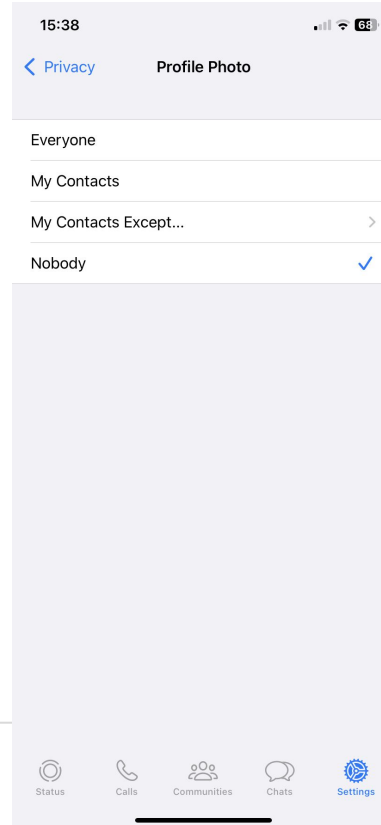 15:38 68
Privacy Profile Photo
Everyone
My Contacts
My Contacts Except...
Nobody
Status Calls Communities Chats Settings